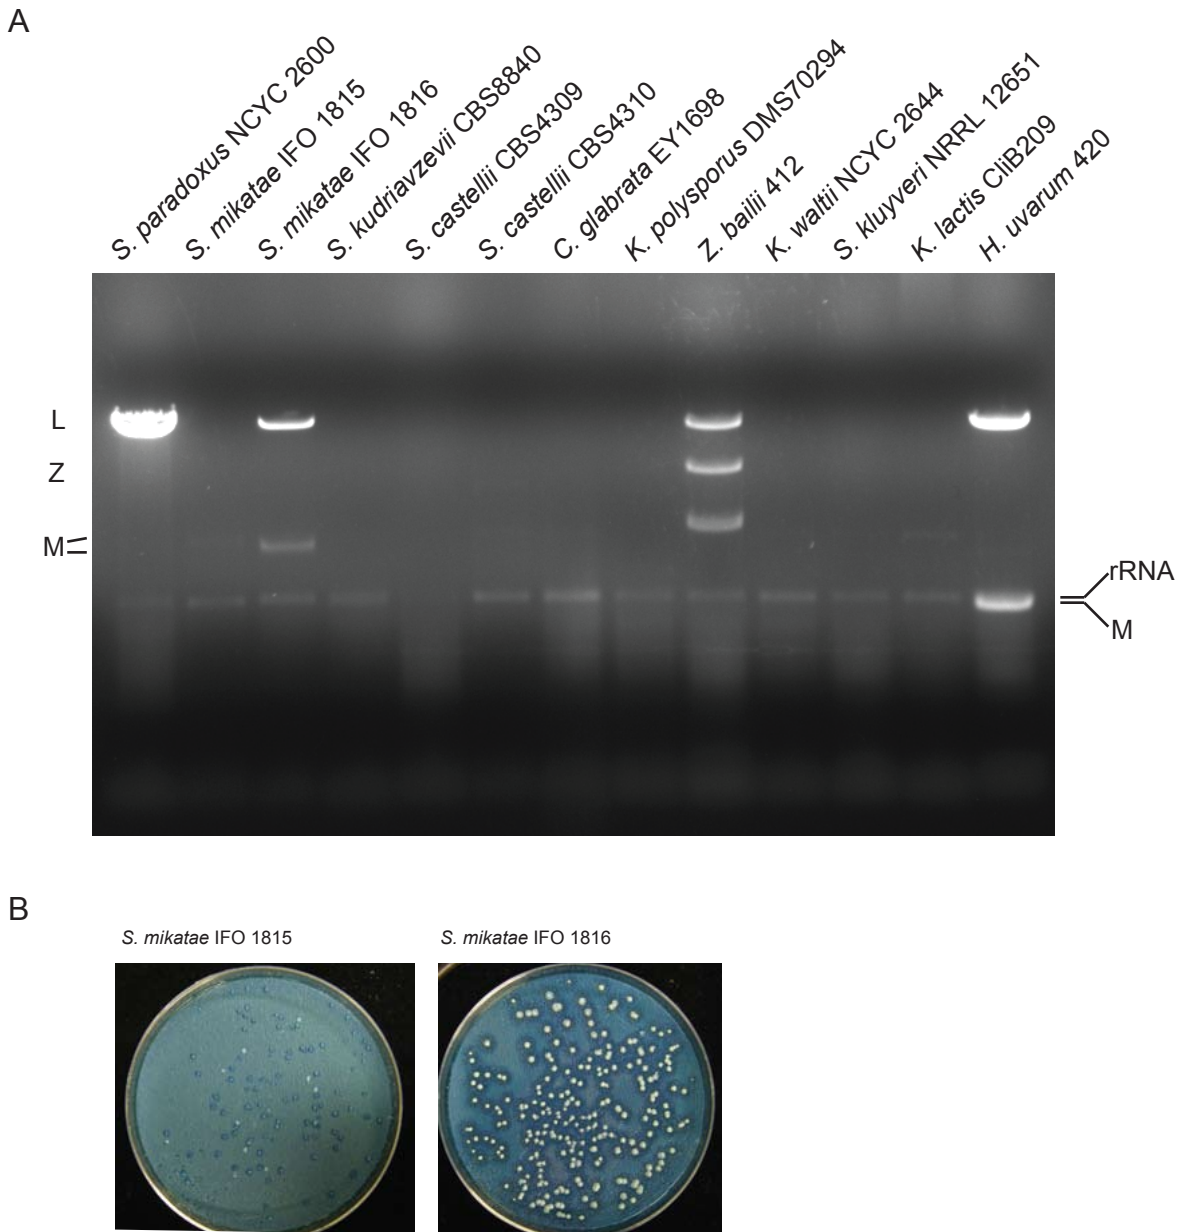 A
S. paradoxus NCYC 2600
S. mikatae IFO 1815
S. mikatae IFO 1816
S. kudriavzevii CBS8840
S. castellii CBS4309
S. castellii CBS4310
C. glabrata EY1698
K. polysporus DMS70294
Z. bailii 412
K. waltii NCYC 2644
S. kluyveri NRRL 12651
K. lactis CliB209
H. uvarum 420
L
Z
M
rRNA
M
B
S. mikatae IFO 1815
S. mikatae IFO 1816